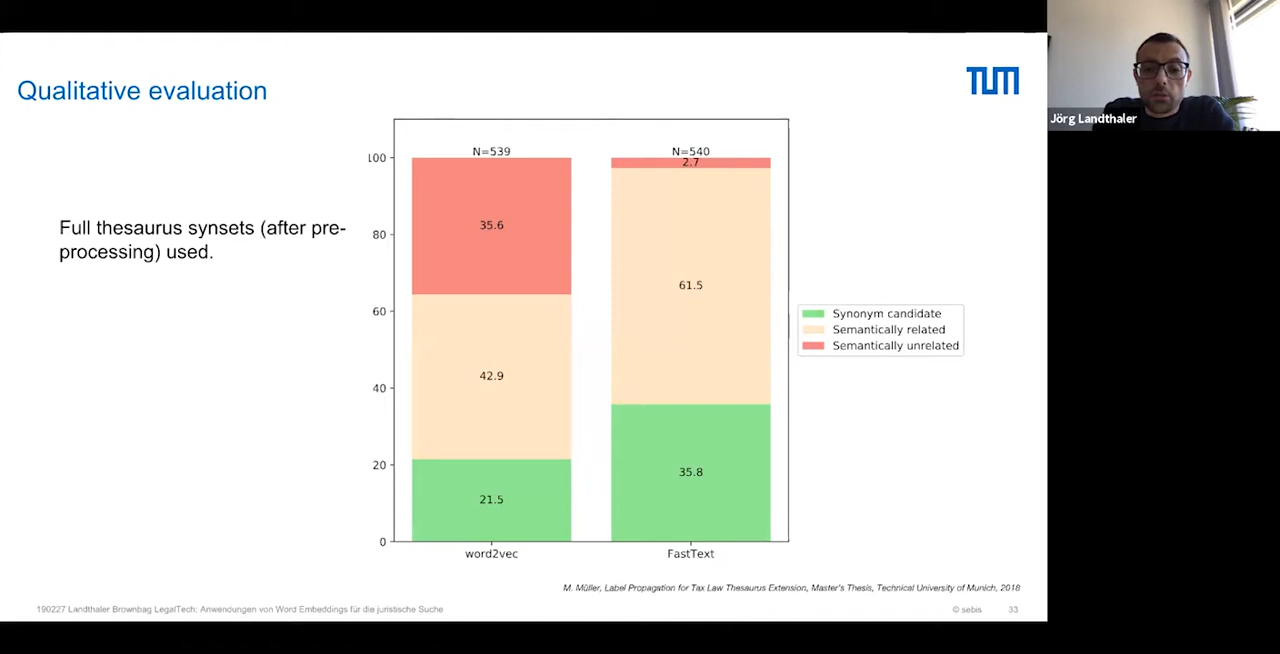 Qualitative evaluation
TUM
Jörg Landthaler
Full thesaurus synsets (after pre-
processing) used.
N=539
N=540
100
80
60
40
20
0
35.6
42.9
21.5
2.7
61.5
35.8
word2vec
FastText
Synonym candidate
Semantically related
Semantically unrelated
M. Müller, Label Propagation for Tax Law Thesaurus Extension, Master's Thesis, Technical University of Munich, 2018
190227 Landthaler Brownbag LegalTech: Anwendungen von Word Embeddings für die juristische Suche
© sebis
33